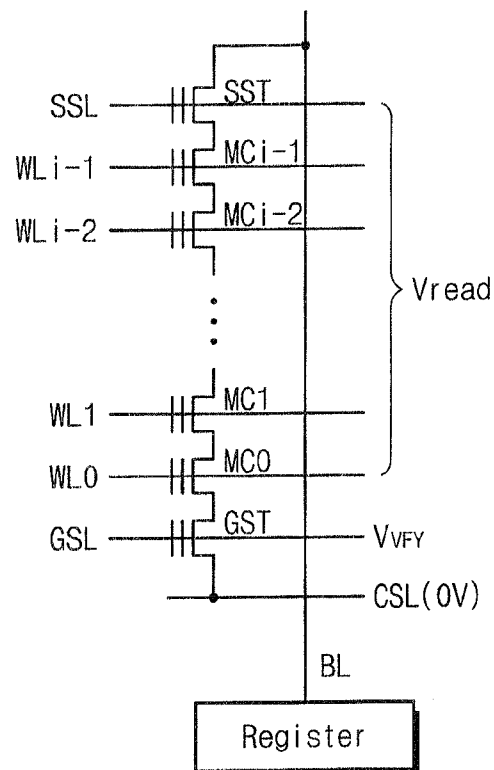 SSL SST
WLi-1 MCi-1
WLi-2 MCi-2
Vread
WL1 MC1
WL0 MC0
GSL GST VVFY
CSL(0V)
BL
Register